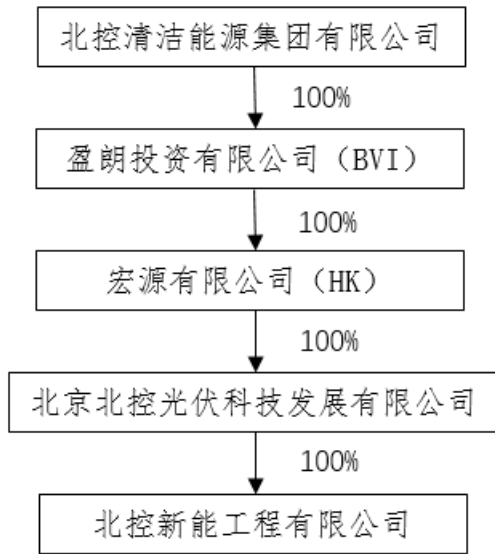 北控清洁能源集团有限公司
100%
盈朗投资有限公司（BVI）
100%
宏源有限公司（HK）
100%
北京北控光伏科技发展有限公司
100%
北控新能工程有限公司